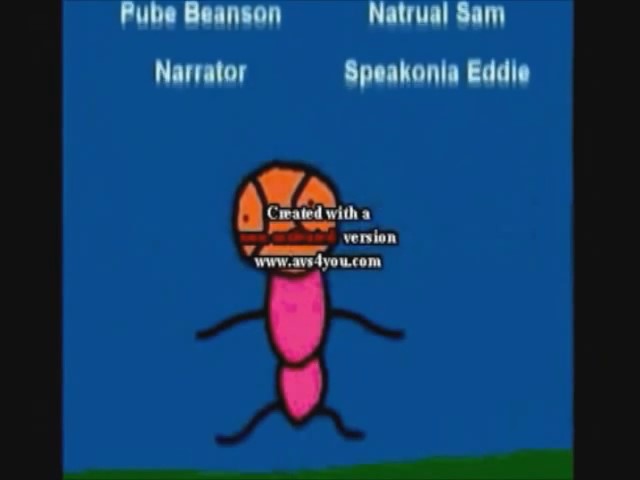 Pube Beanson Natrual Sam
Narrator Speakonia Eddie
Created with a
version
www.avs4you.com